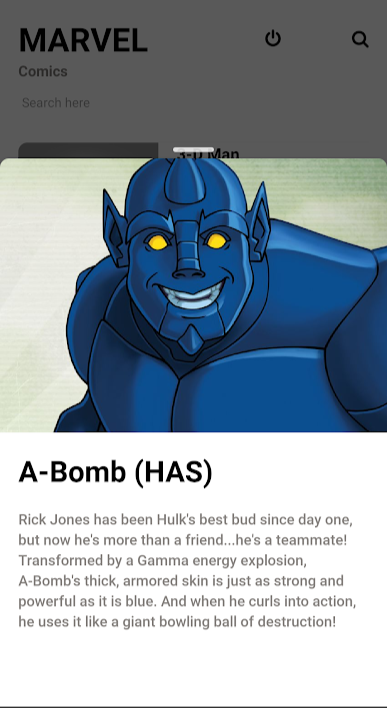 MARVEL
Comics
Search here
3-D Man
A-Bomb (HAS)
Rick Jones has been Hulk's best bud since day one,
but now he's more than a friend...he's a teammate!
Transformed by a Gamma energy explosion,
A-Bomb's thick, armored skin is just as strong and
powerful as it is blue. And when he curls into action,
he uses it like a giant bowling ball of destruction!